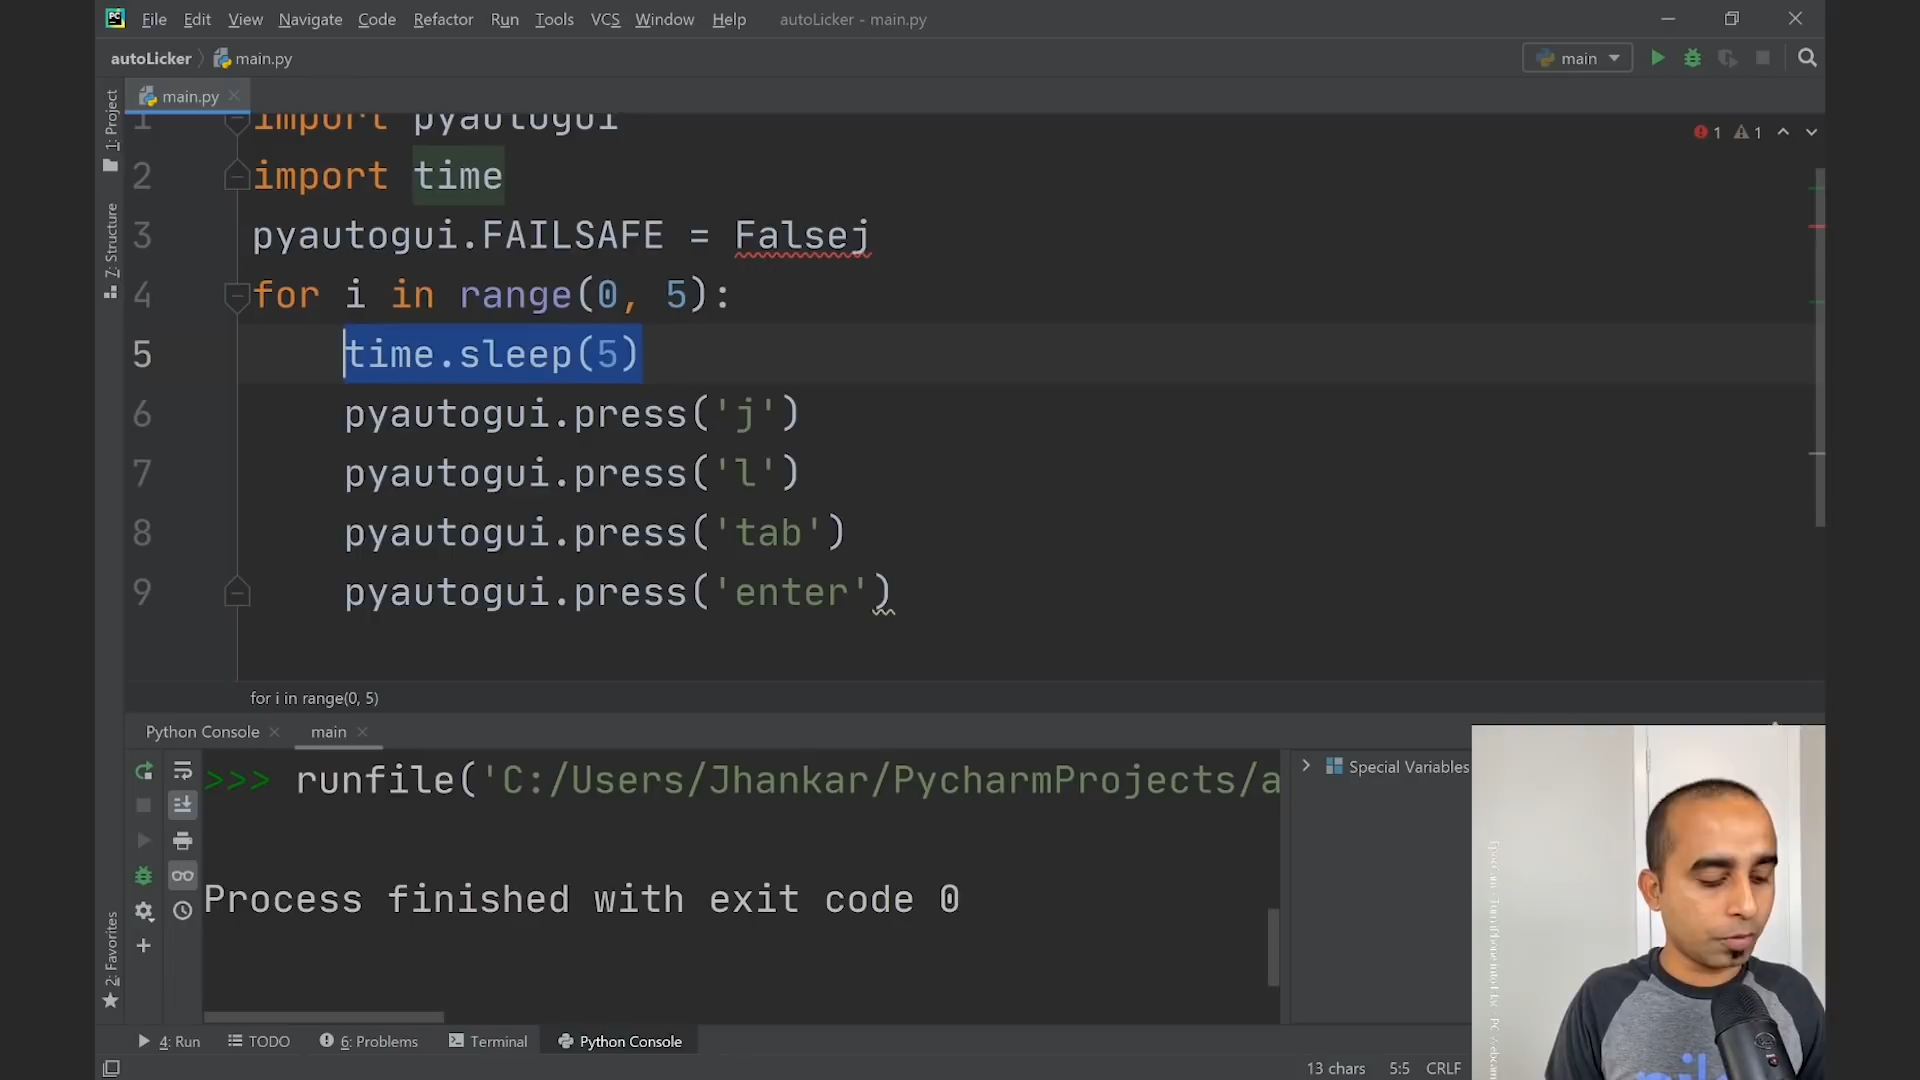 File Edit View Navigate Code Refactor Run Tools VCS Window Help autoLicker - main.py
autoLicker main.py main
1: Project
main.py
1 import pyautogui
1 1
2 import time
3 pyautogui.FAILSAFE = Falsej
7: Structure
4 for i in range(0, 5):
5 time.sleep(5)
6 pyautogui.press('j')
7 pyautogui.press('l')
8 pyautogui.press('tab')
9 pyautogui.press('enter')
for i in range(0, 5)
Python Console main
>>> runfile('C:/Users/Jhankar/PycharmProjects/a
Special Variables
Process finished with exit code 0
2: Favorites
4: Run TODO 6: Problems Terminal Python Console
13 chars 5:5 CRLF